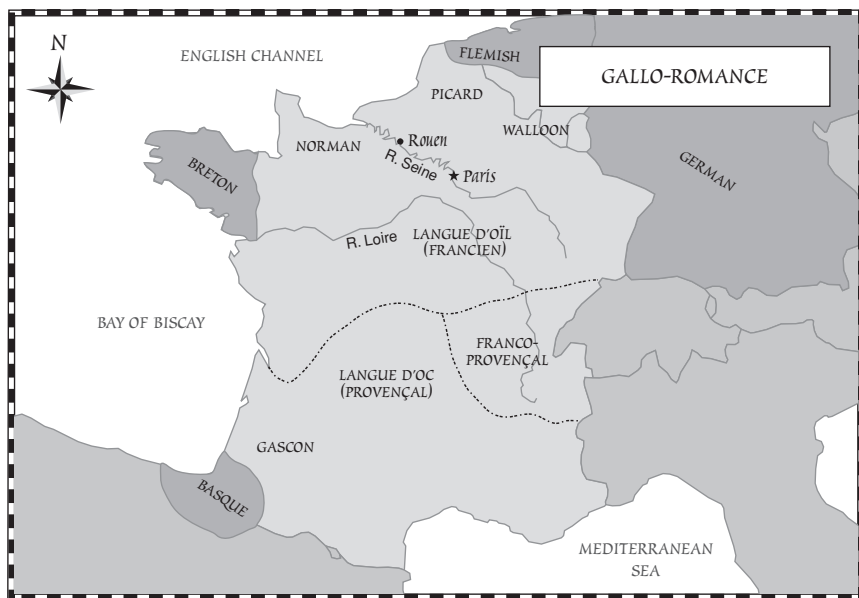 N
ENGLISH CHANNEL
FLEMISH
GALLO-ROMANCE
PICARD
WALLOON
NORMAN
Rouen
R. Seine
Paris
BRETON
GERMAN
R. Loire
LANGUE D'OÏL
(FRANCIEN)
BAY OF BISCAY
FRANCO-
PROVENÇAL
LANGUE D'OC
(PROVENÇAL)
GASCON
BASQUE
MEDITERRANEAN
SEA